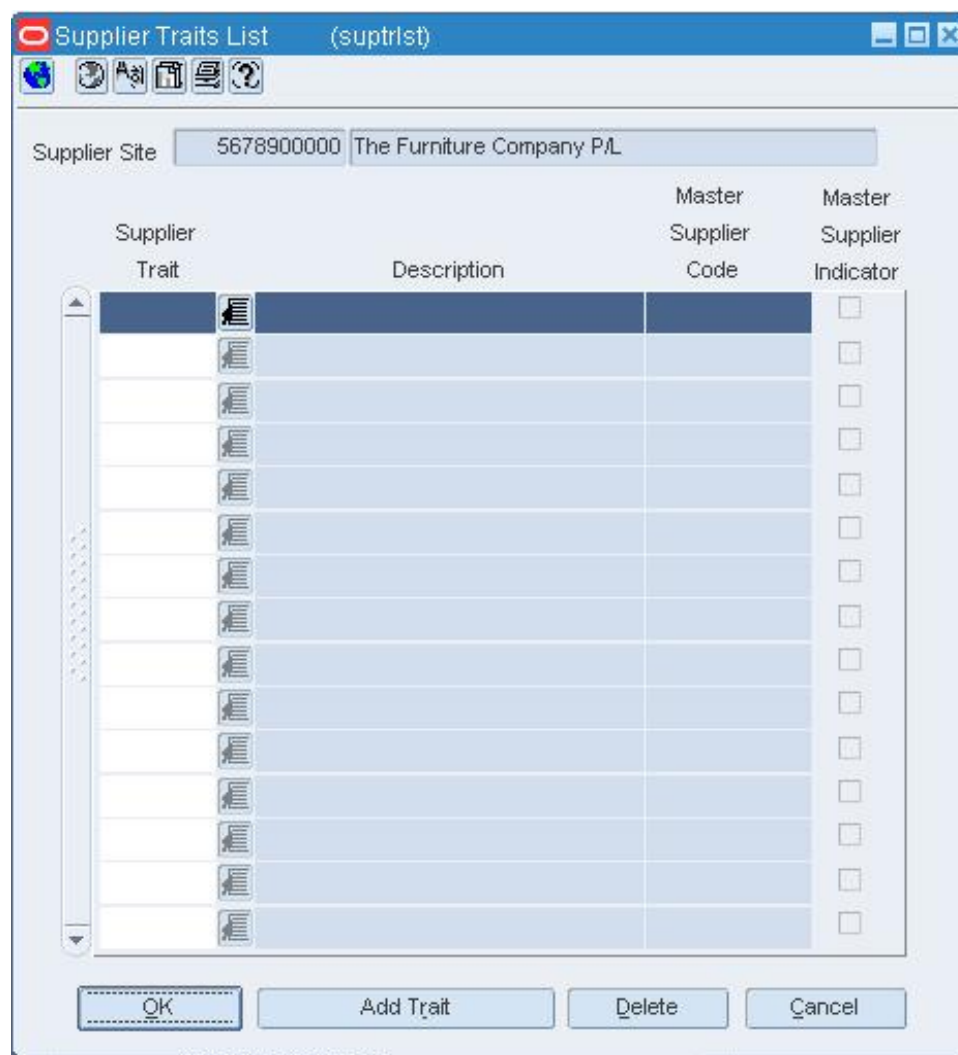 Supplier Traits List (suptrlst)
Supplier Site 5678900000 The Furniture Company P/L
Supplier Trait
Description
Master Supplier Code
Master Supplier Indicator
OK Add Trait Delete Cancel